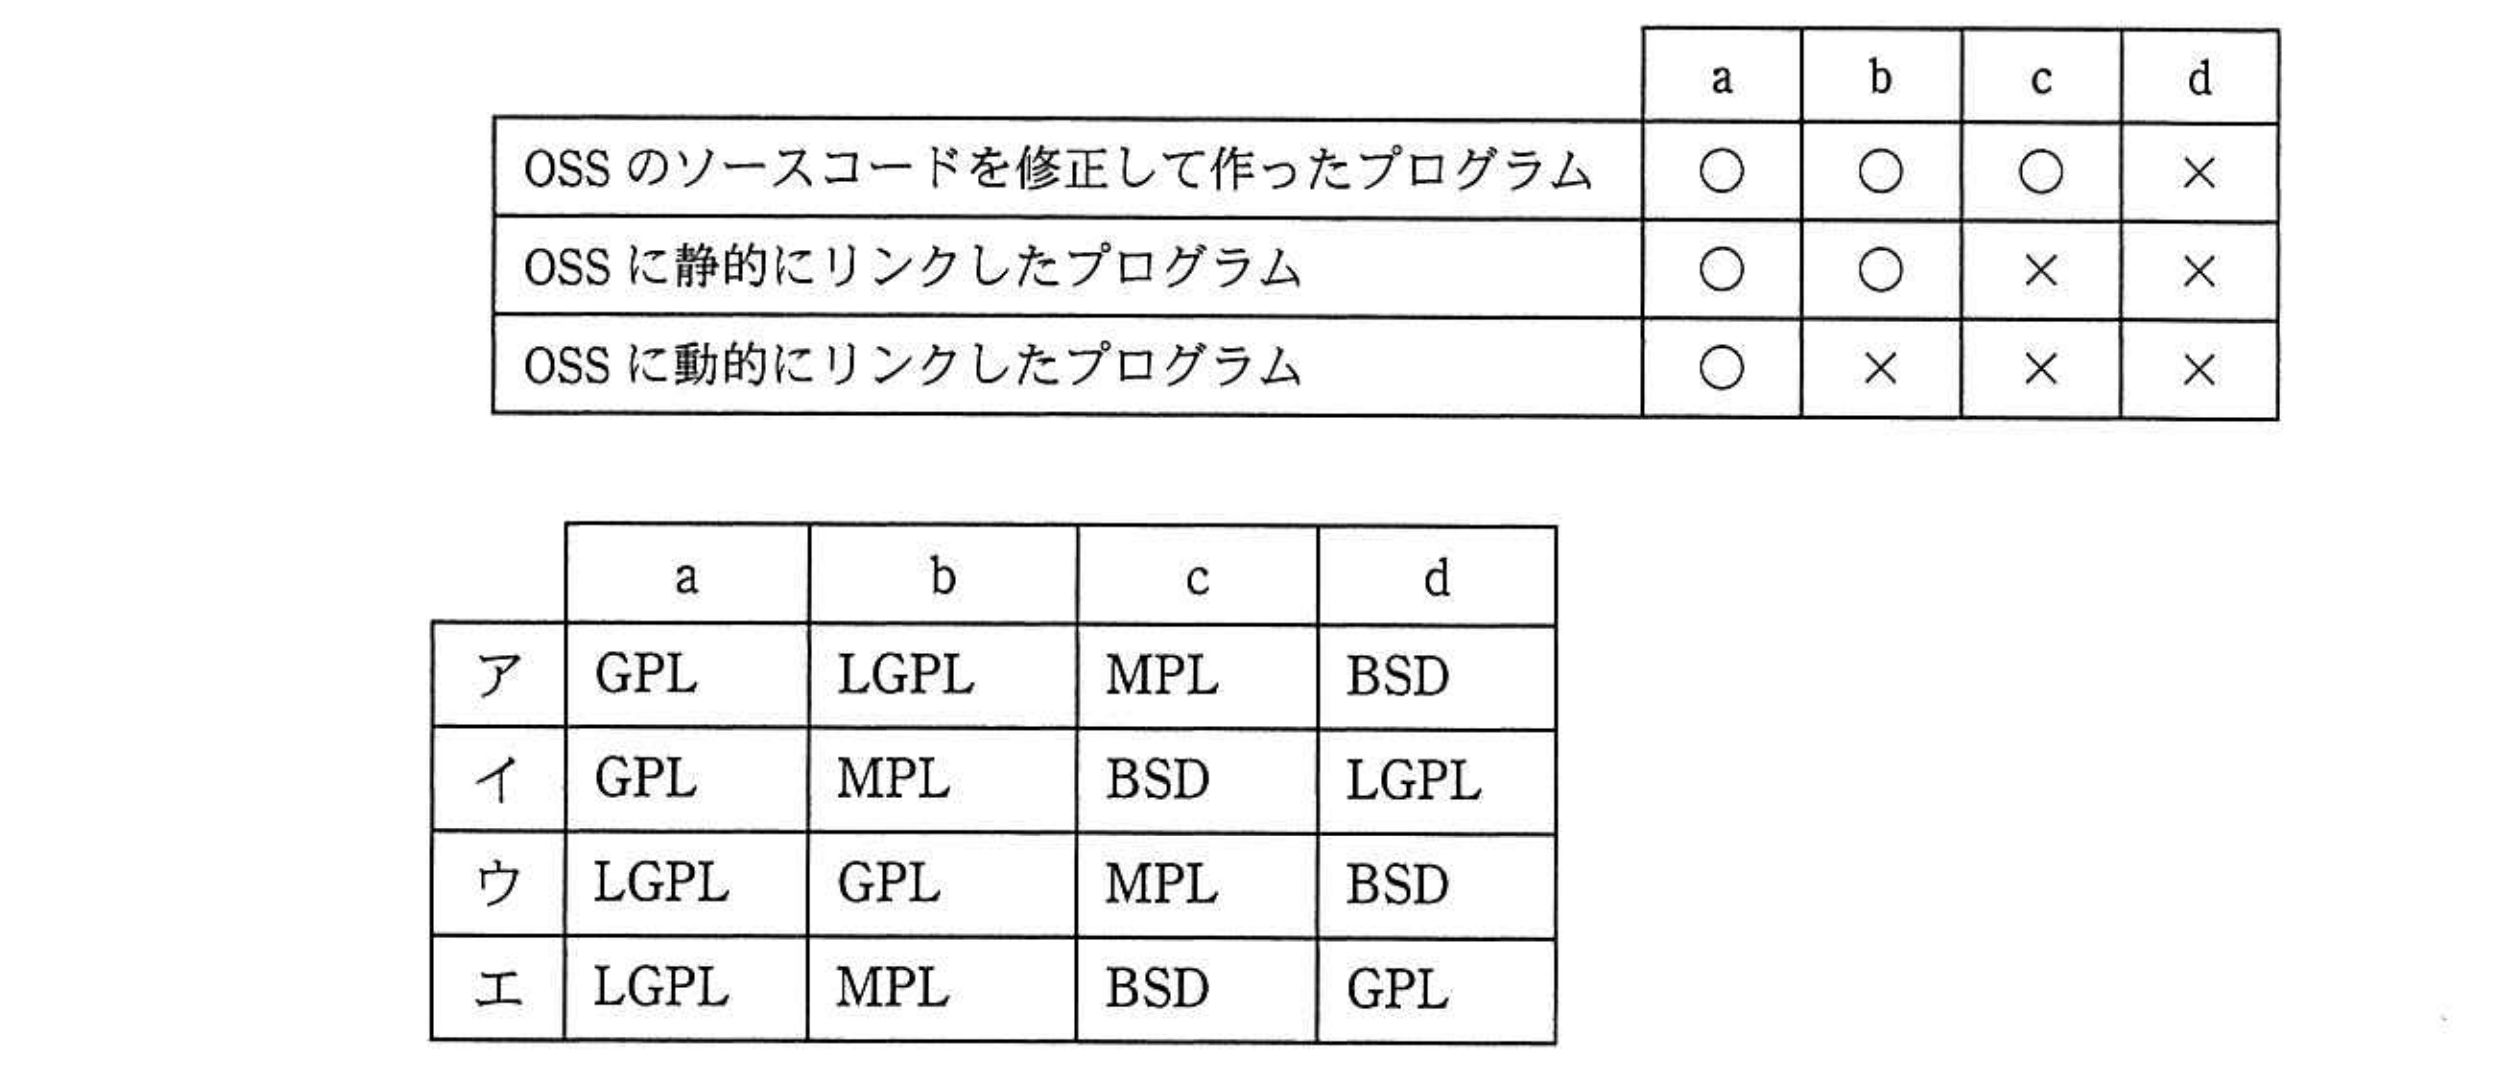 a b c d
OSS のソースコードを修正して作ったプログラム ○ ○ ○ ×
OSS に静的にリンクしたプログラム ○ ○ × ×
OSS に動的にリンクしたプログラム ○ × × ×
a b c d
ア GPL LGPL MPL BSD
イ GPL MPL BSD LGPL
ウ LGPL GPL MPL BSD
エ LGPL MPL BSD GPL